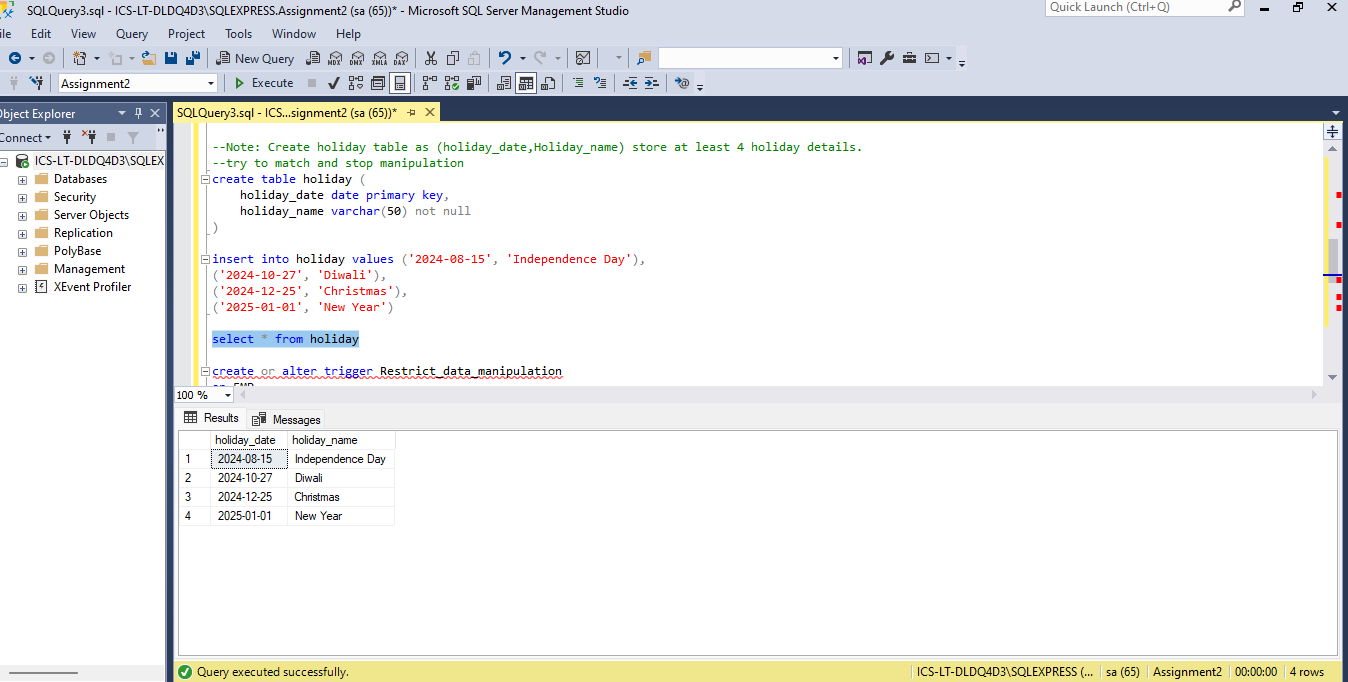 SQLQuery3.sql - ICS-LT-DLDQ4D3\SQLEXPRESS.Assignment2 (sa (65))* - Microsoft SQL Server Management Studio
Quick Launch (Ctrl+Q)
ile Edit View Query Project Tools Window Help
New Query MDX DMX XMLA DAX
Assignment2 Execute
bject Explorer
SQLQuery3.sql - ICS...signment2 (sa (65))*
Connect
ICS-LT-DLDQ4D3\SQLEX
Databases
Security
Server Objects
Replication
PolyBase
Management
XEvent Profiler
--Note: Create holiday table as (holiday_date,Holiday_name) store at least 4 holiday details.
--try to match and stop manipulation
create table holiday (
holiday_date date primary key,
holiday_name varchar(50) not null
)
insert into holiday values ('2024-08-15', 'Independence Day'),
('2024-10-27', 'Diwali'),
('2024-12-25', 'Christmas'),
('2025-01-01', 'New Year')
select * from holiday
create or alter trigger Restrict_data_manipulation
on EMP
100 %
Results Messages
holiday_date holiday_name
1 2024-08-15 Independence Day
2 2024-10-27 Diwali
3 2024-12-25 Christmas
4 2025-01-01 New Year
Query executed successfully.
ICS-LT-DLDQ4D3\SQLEXPRESS (... sa (65) Assignment2 00:00:00 4 rows